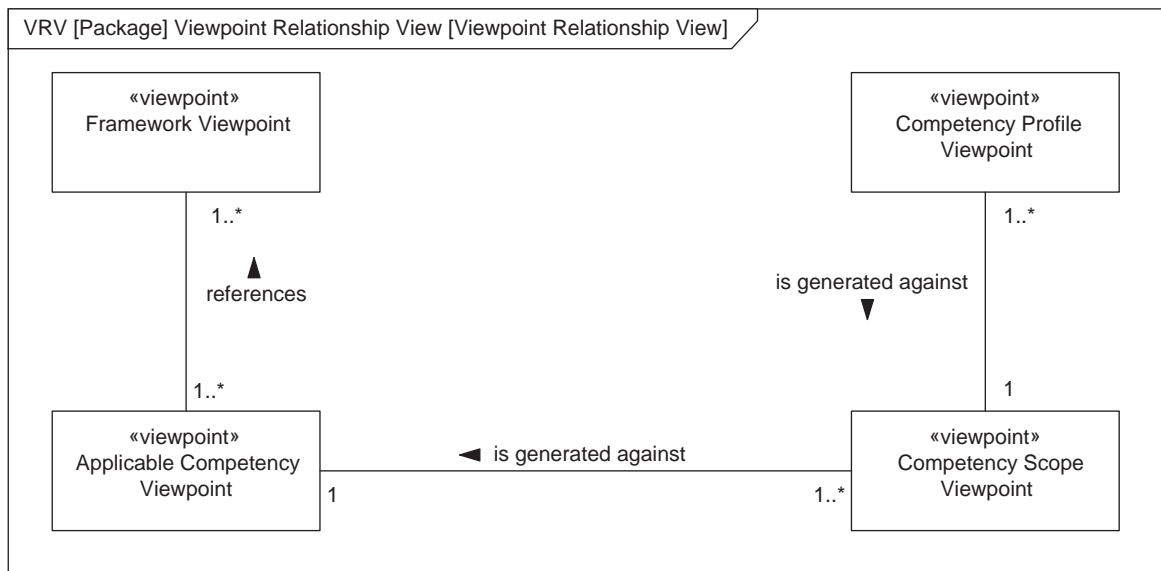 VRV [Package] Viewpoint Relationship View [Viewpoint Relationship View]
«viewpoint»
Framework Viewpoint
«viewpoint»
Competency Profile
Viewpoint
1..*
1..*
references
is generated against
1..*
1
«viewpoint»
Applicable Competency
Viewpoint
is generated against
1
1..*
«viewpoint»
Competency Scope
Viewpoint